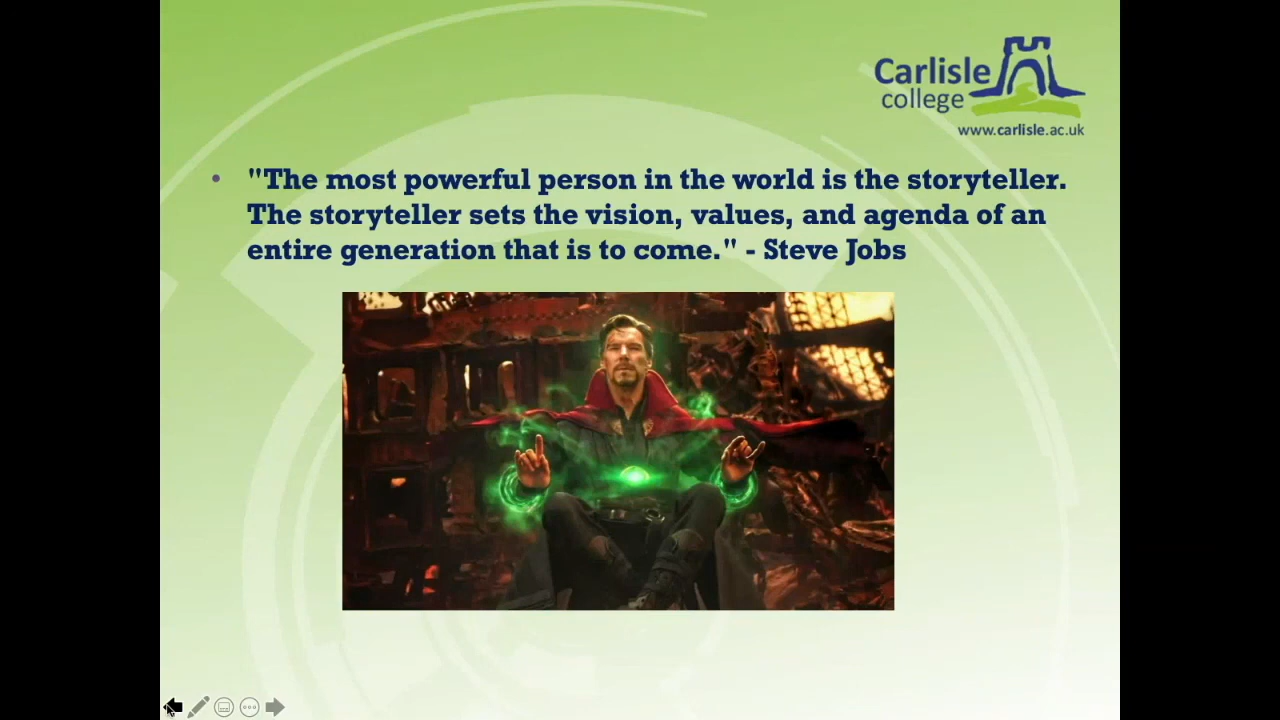 Carlisle
college
www.carlisle.ac.uk
• "The most powerful person in the world is the storyteller.
The storyteller sets the vision, values, and agenda of an
entire generation that is to come." - Steve Jobs